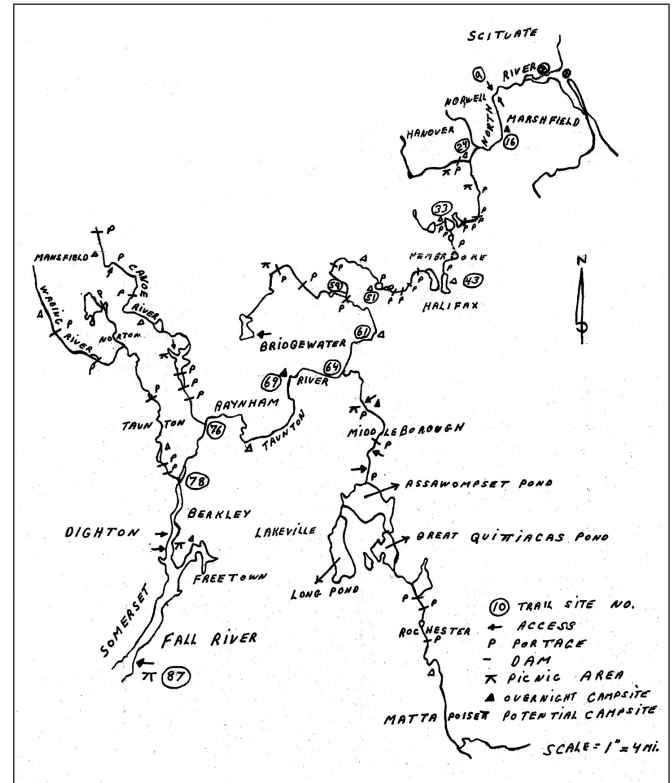 SCITUATE
9
RIVER
NORWELL
NORTH
MARSHFIELD
HANOVER
24
16
P
33
PEMBROKE
43
HALIFAX
N
MANSFIELD
CANOE
RIVER
WADING
RIVER
NORTON
59
51
61
BRIDGEWATER
64
69
RIVER
RAYNHAM
TAUNTON
76
TAUNTON
MIDDLEBOROUGH
78
ASSAWOMPSET POND
BERKLEY
DIGHTON
LAKEVILLE
GREAT QUITTACAS POND
FREETOWN
LONG POND
SOMERSET
FALL RIVER
87
ROCHESTER
MATTAPOISETT
10 TRAIL SITE NO.
ACCESS
P PORTAGE
DAM
PICNIC AREA
OVERNIGHT CAMPSITE
POTENTIAL CAMPSITE
SCALE = 1" = 4 MI.